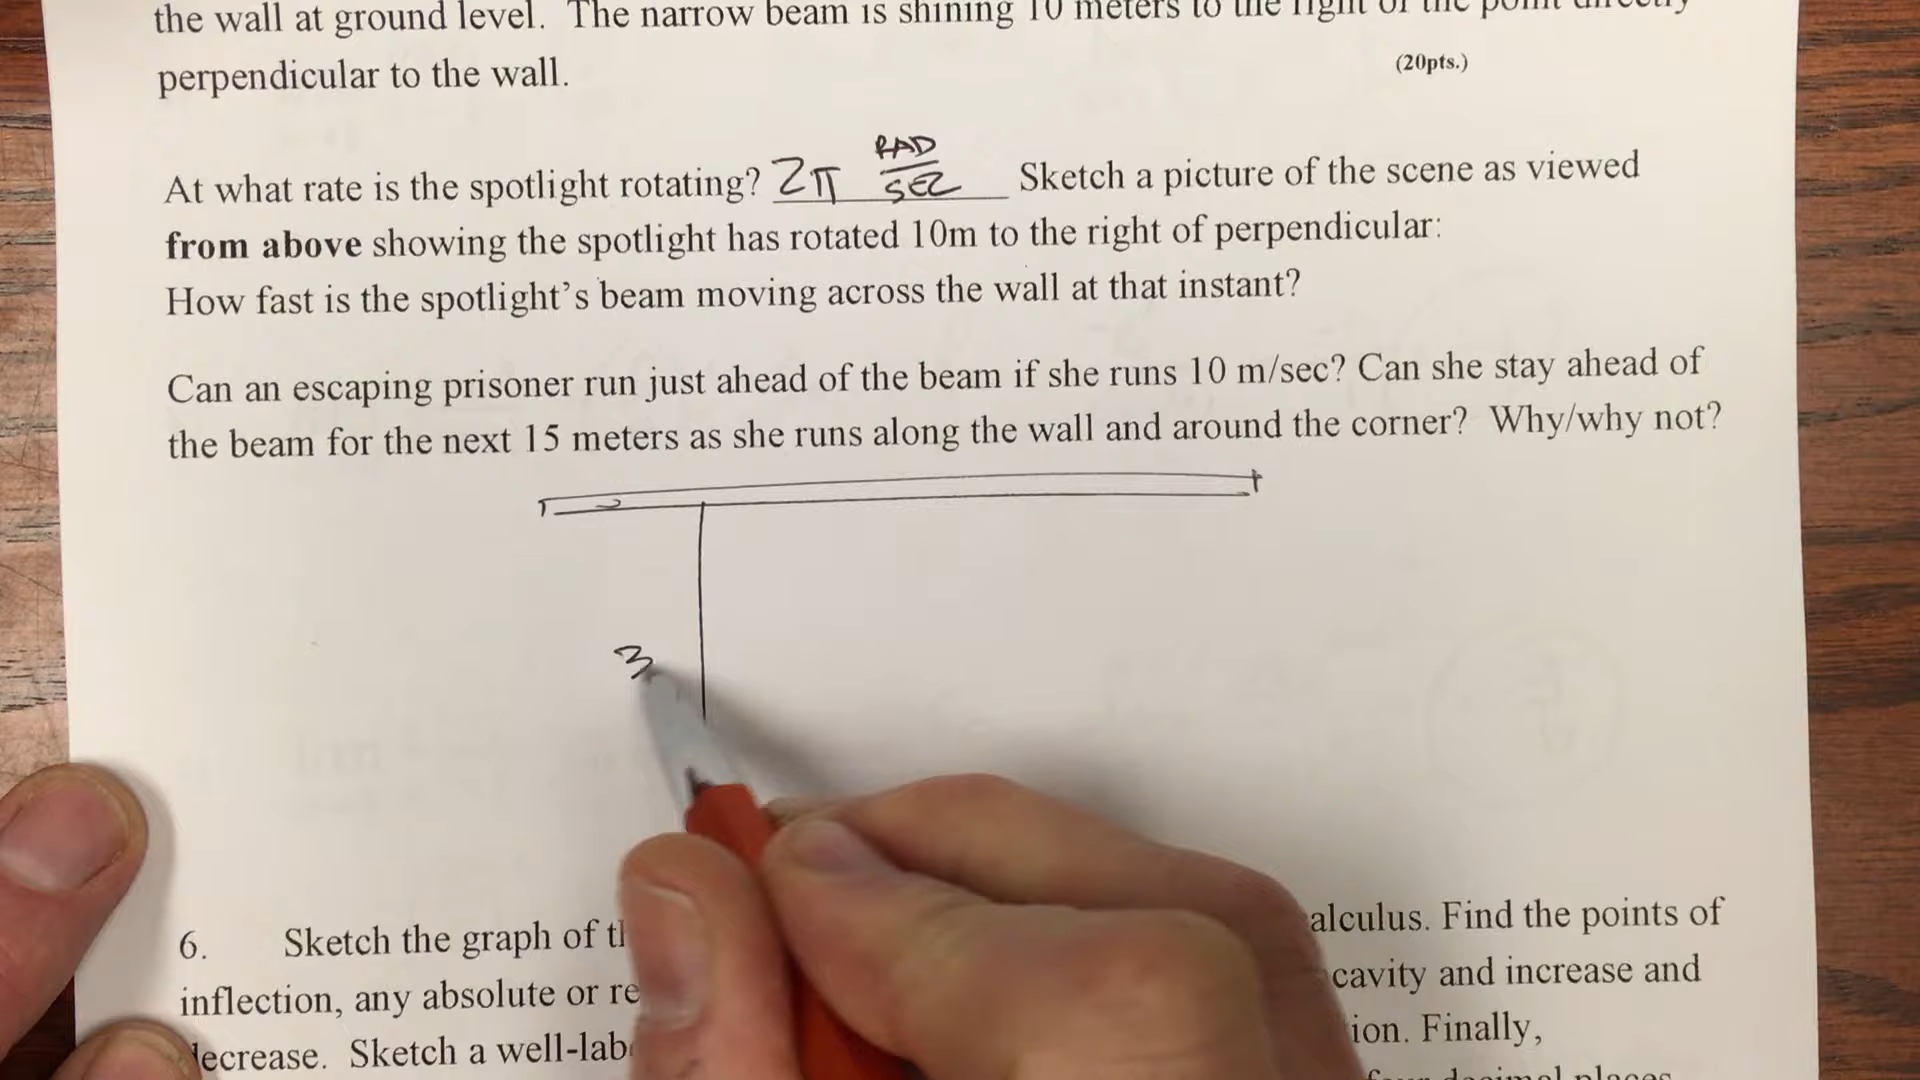 the wall at ground level. The narrow beam is shining 10 meters to the right of the point directly
perpendicular to the wall.
(20pts.)
At what rate is the spotlight rotating? 2π RAD/SEC Sketch a picture of the scene as viewed
from above showing the spotlight has rotated 10m to the right of perpendicular:
How fast is the spotlight's beam moving across the wall at that instant?
Can an escaping prisoner run just ahead of the beam if she runs 10 m/sec? Can she stay ahead of
the beam for the next 15 meters as she runs along the wall and around the corner? Why/why not?
3
6. Sketch the graph of alculus. Find the points of
inflection, any absolute or cavity and increase and
decrease. Sketch a ion. Finally,